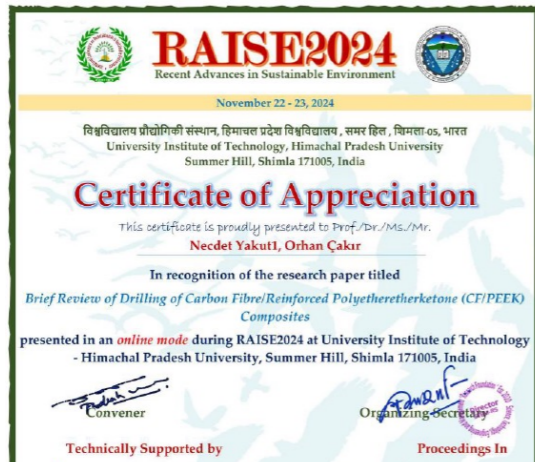 RAISE2024
Recent Advances in Sustainable Environment
November 22 - 23, 2024
विश्वविद्यालय प्रौद्योगिकी संस्थान, हिमाचल प्रदेश विश्वविद्यालय , समर हिल , शिमला-05, भारत
University Institute of Technology, Himachal Pradesh University
Summer Hill, Shimla 171005, India
Certificate of Appreciation
This certificate is proudly presented to Prof./Dr./Ms./Mr.
Necdet Yakut1, Orhan Çakır
In recognition of the research paper titled
Brief Review of Drilling of Carbon Fibre/Reinforced Polyetheretherketone (CF/PEEK)
Composites
presented in an online mode during RAISE2024 at University Institute of Technology
- Himachal Pradesh University, Summer Hill, Shimla 171005, India
Convener
Organizing Secretary
Director
Technically Supported by
Proceedings In